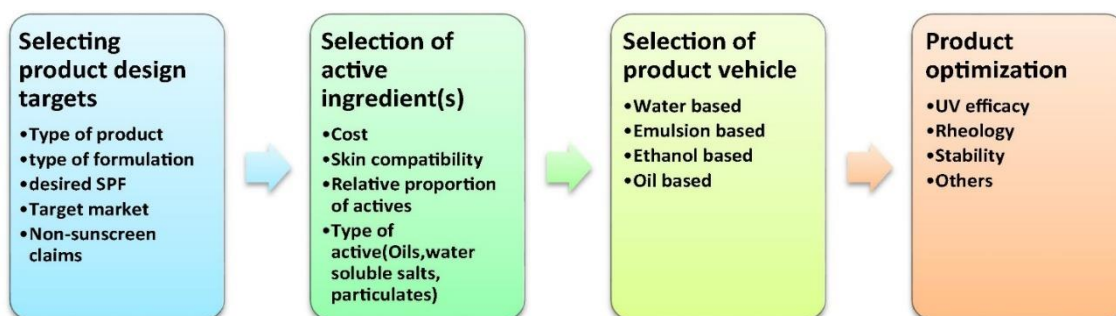 Selecting
product design
targets
•Type of product
•type of formulation
•desired SPF
•Target market
•Non-sunscreen
claims
Selection of
active
ingredient(s)
•Cost
•Skin compatibility
•Relative proportion
of actives
•Type of
active(Oils,water
soluble salts,
particulates)
Selection of
product vehicle
•Water based
•Emulsion based
•Ethanol based
•Oil based
Product
optimization
•UV efficacy
•Rheology
•Stability
•Others